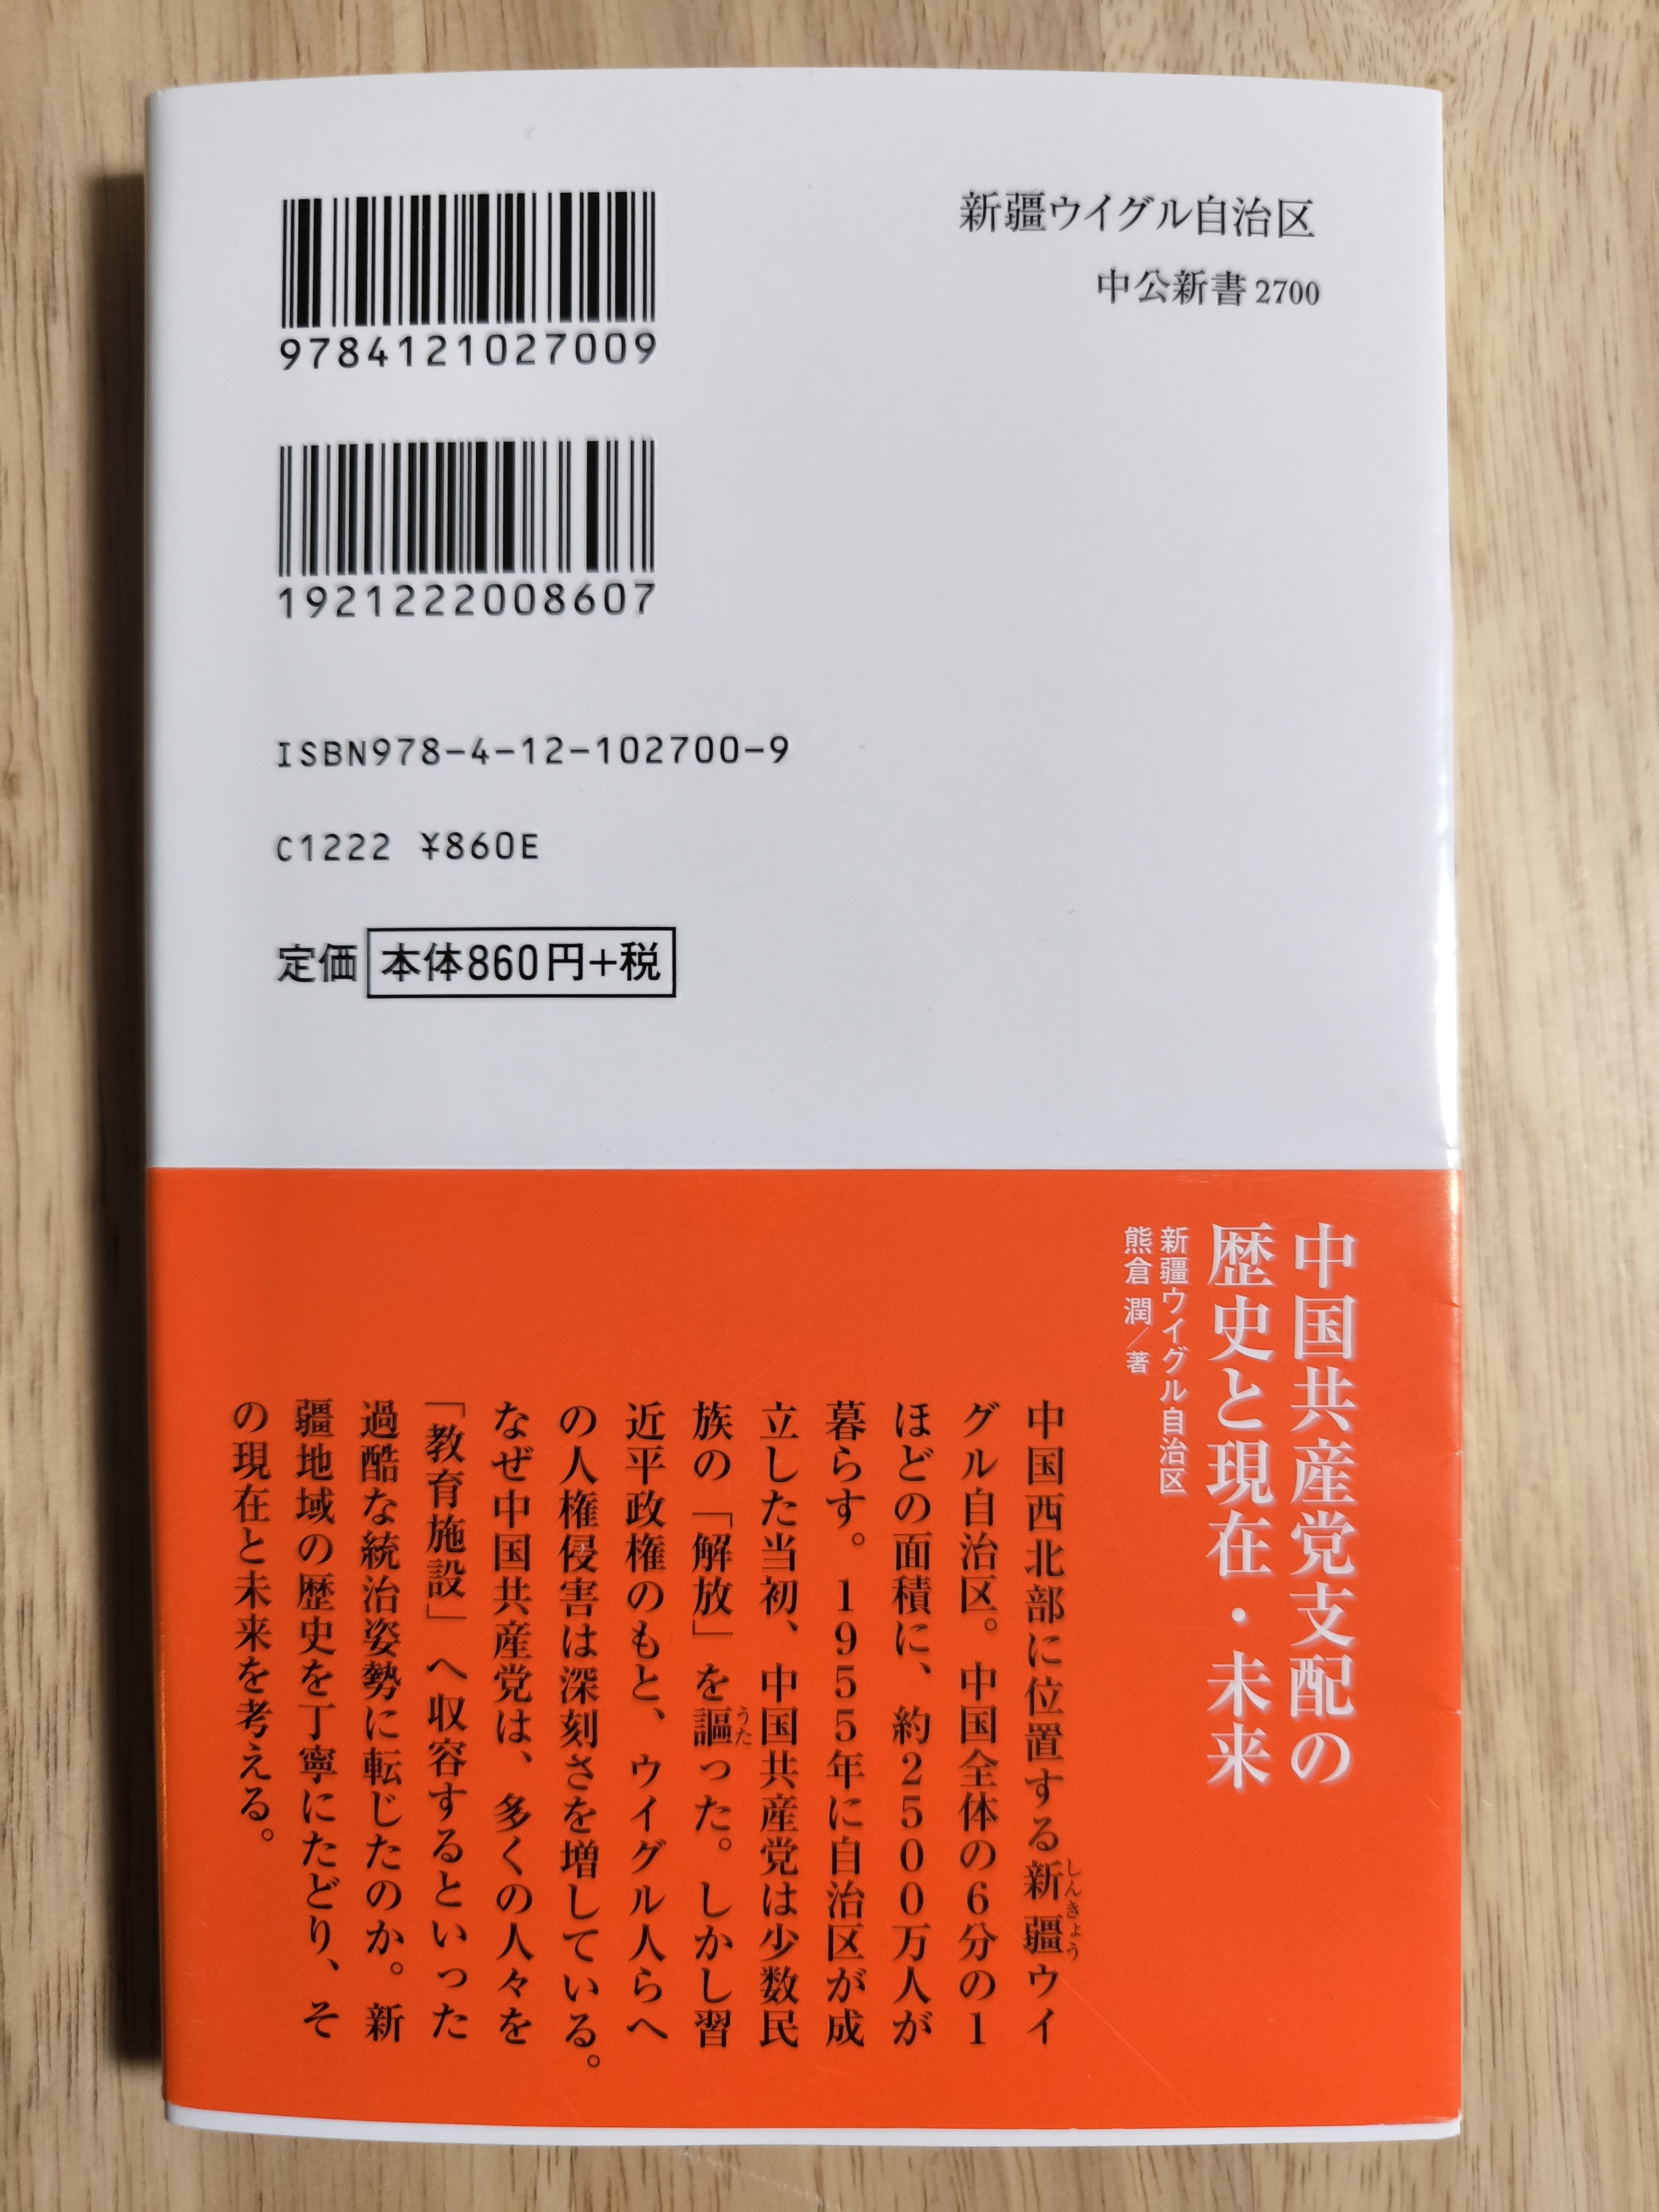 新疆ウイグル自治区
中公新書 2700
9784121027009
1921222008607
ISBN978-4-12-102700-9
C1222 ¥860E
定価 本体860円+税
中国共産党支配の
歴史と現在・未来
新疆ウイグル自治区
熊倉 潤/著
中国西北部に位置する新疆ウイ
しんきょう
グル自治区。中国全体の6分の1
ほどの面積に、約2500万人が
暮らす。1955年に自治区が成
立した当初、中国共産党は少数民
族の「解放」を謳った。しかし習
うた
近平政権のもと、ウイグル人らへ
の人権侵害は深刻さを増している。
なぜ中国共産党は、多くの人々を
「教育施設」へ収容するといった
過酷な統治姿勢に転じたのか。新
疆地域の歴史を丁寧にたどり、そ
の現在と未来を考える。